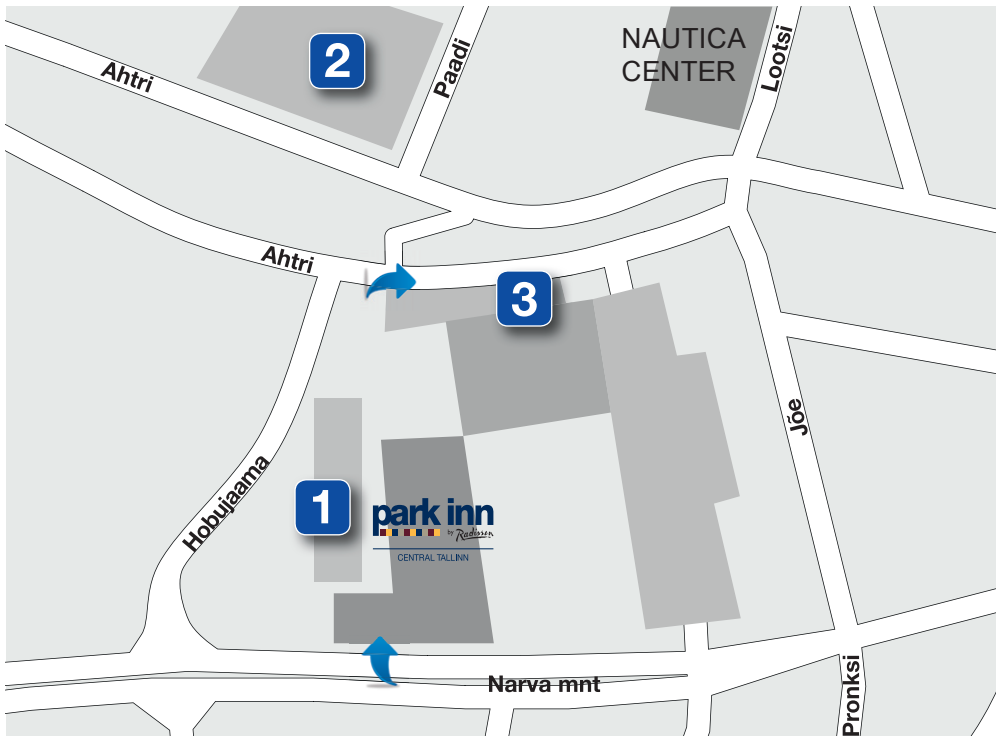 2
Ahtri
Paadi
NAUTICA
CENTER
Lootsi
Ahtri
3
Jõe
Hobujaama
1
park inn
by Radisson
CENTRAL TALLINN
Narva mnt
Pronksi